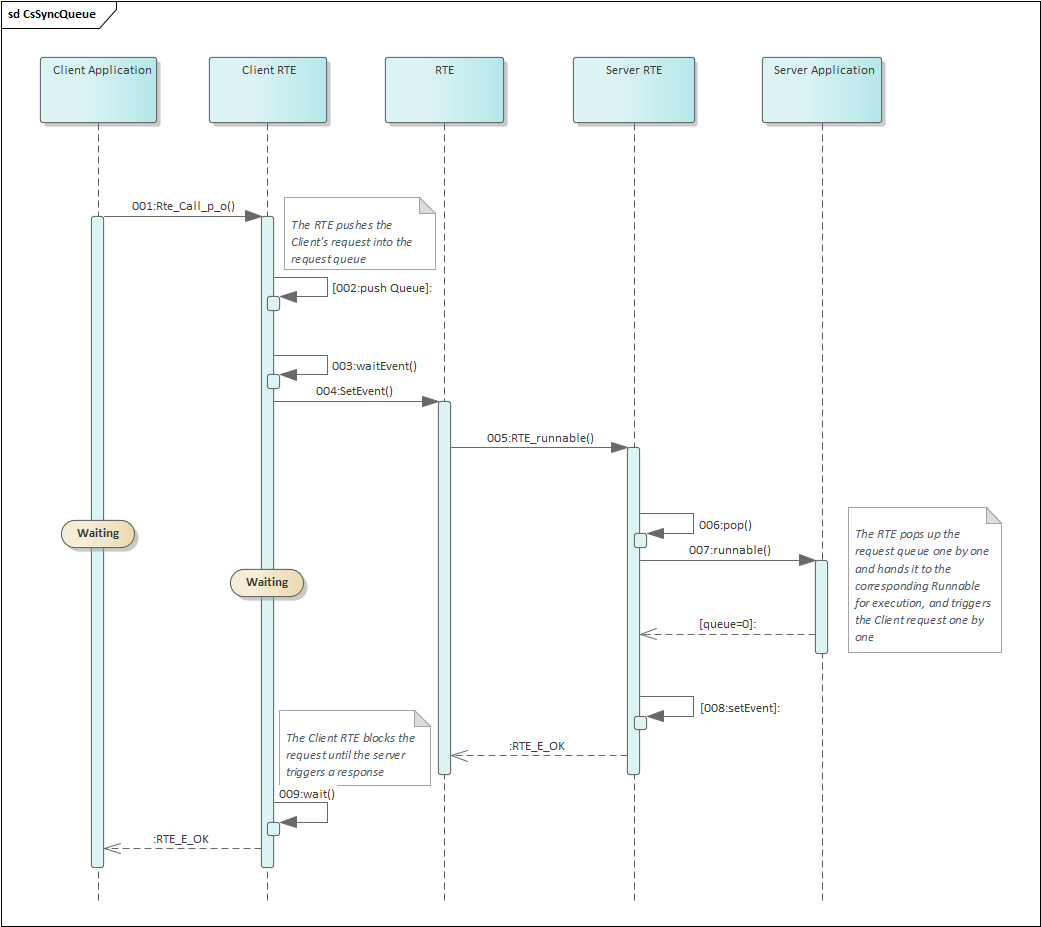 sd CsSyncQueue
Client Application
Client RTE
RTE
Server RTE
Server Application
001:Rte_Call_p_o()
The RTE pushes the
Client's request into the
request queue
[002:push Queue]:
003:waitEvent()
004:SetEvent()
005:RTE_runnable()
Waiting
006:pop()
007:runnable()
The RTE pops up the
request queue one by one
and hands it to the
corresponding Runnable
for execution, and triggers
the Client request one by
one
Waiting
[queue=0]:
[008:setEvent]:
The Client RTE blocks the
request until the server
triggers a response
:RTE_E_OK
009:wait()
:RTE_E_OK